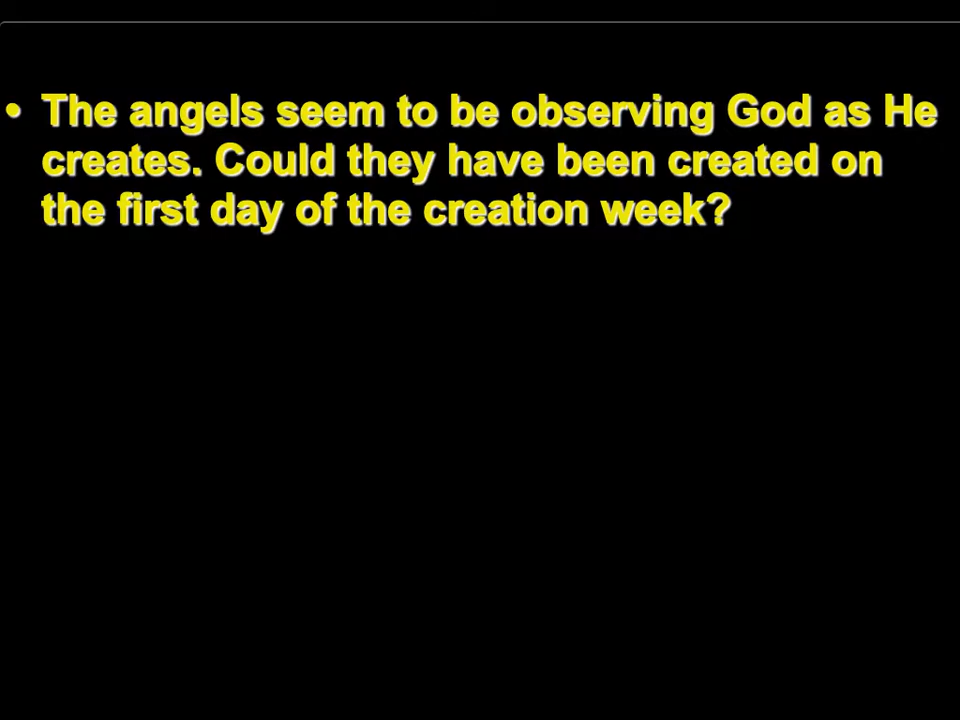 • The angels seem to be observing God as He
creates. Could they have been created on
the first day of the creation week?